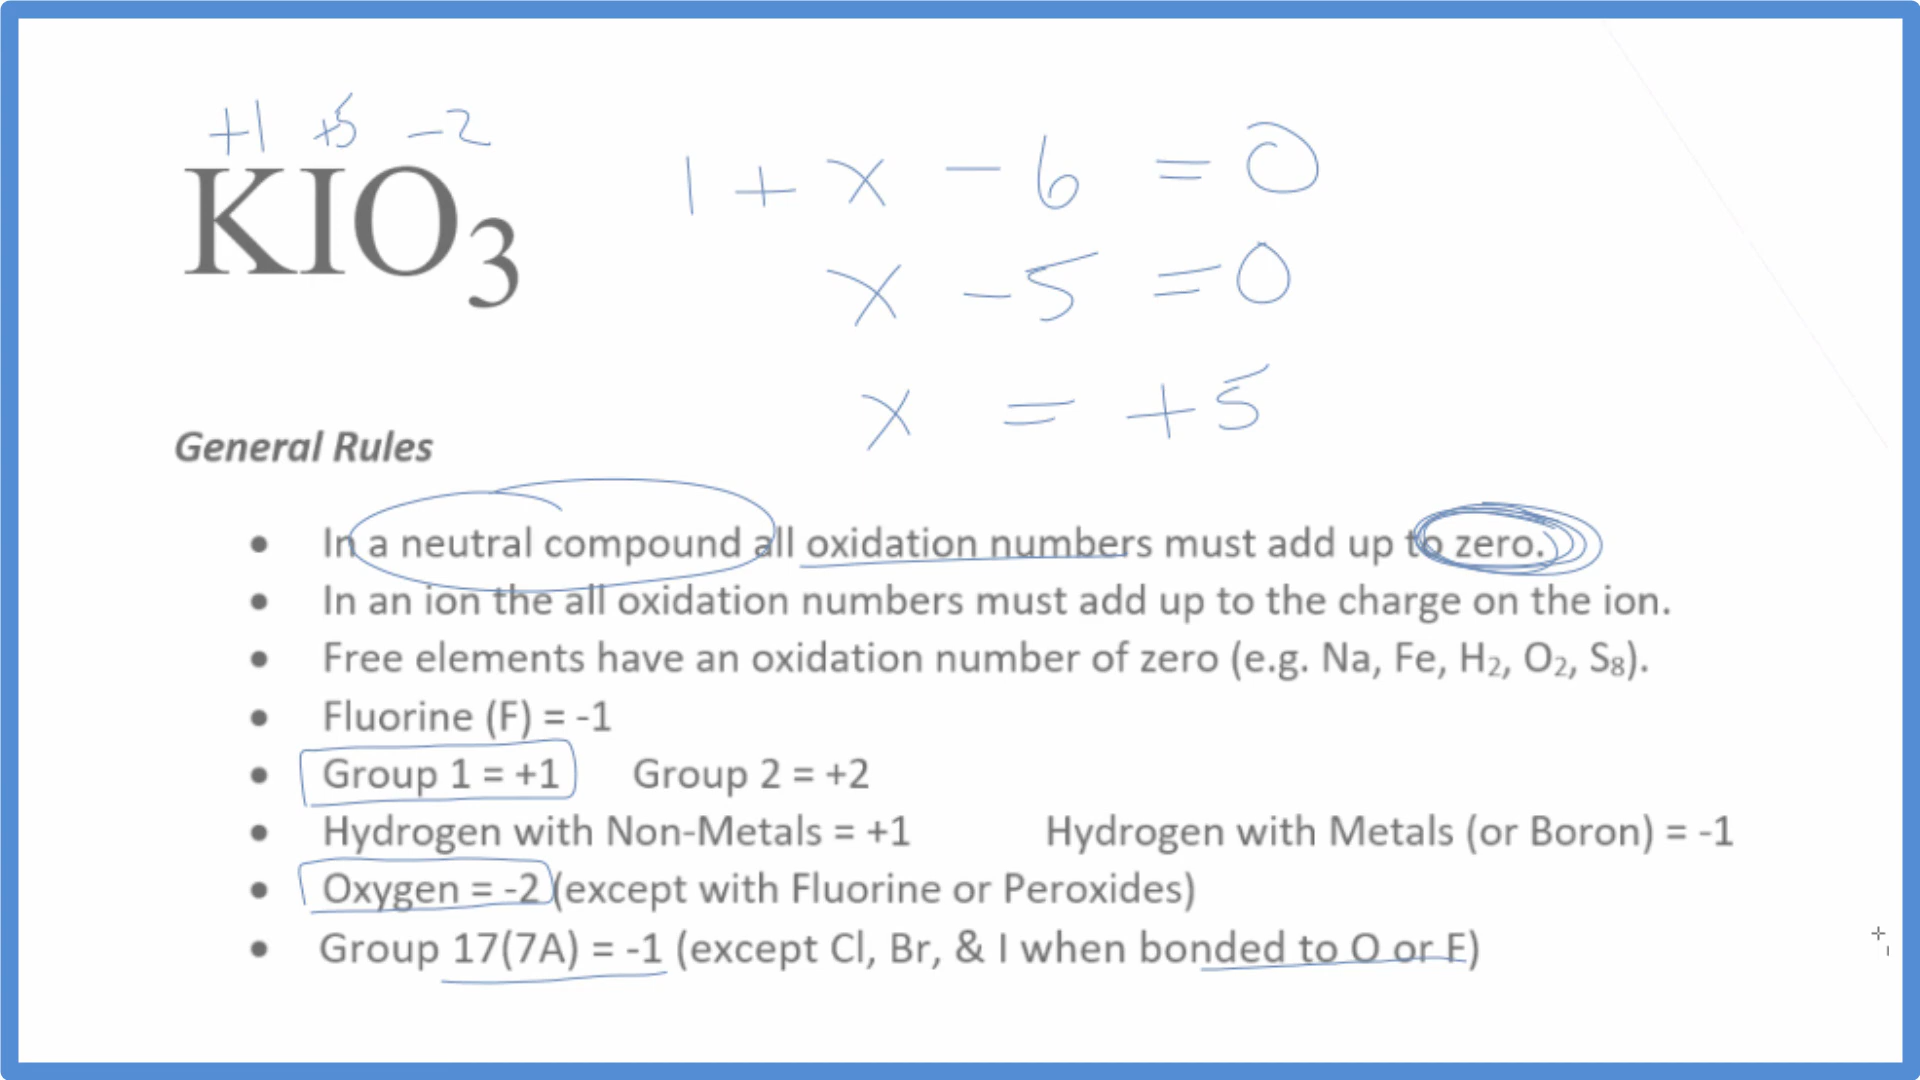 +1 +5 -2
KIO₃
1 + x - 6 = 0
x - 5 = 0
x = +5
General Rules
• In a neutral compound all oxidation numbers must add up to zero.
• In an ion the all oxidation numbers must add up to the charge on the ion.
• Free elements have an oxidation number of zero (e.g. Na, Fe, H₂, O₂, S₈).
• Fluorine (F) = -1
• Group 1 = +1 Group 2 = +2
• Hydrogen with Non-Metals = +1 Hydrogen with Metals (or Boron) = -1
• Oxygen = -2 (except with Fluorine or Peroxides)
• Group 17(7A) = -1 (except Cl, Br, & I when bonded to O or F)